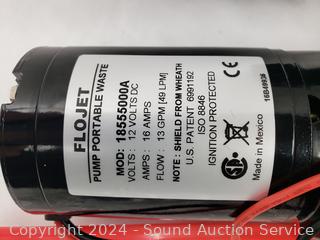 FLOJET
PUMP PORTABLE WASTE
MOD: 18555000A
VOLTS: 12 VOLTS DC
AMPS: 16 AMPS
FLOW: 13 GPM [49 LPM]
NOTE: SHIELD FROM WHEATH
U.S. PATENT 6991192
ISO 8846
IGNITION PROTECTED
Made in Mexico
Copyright 2024 - Sound Auction Service